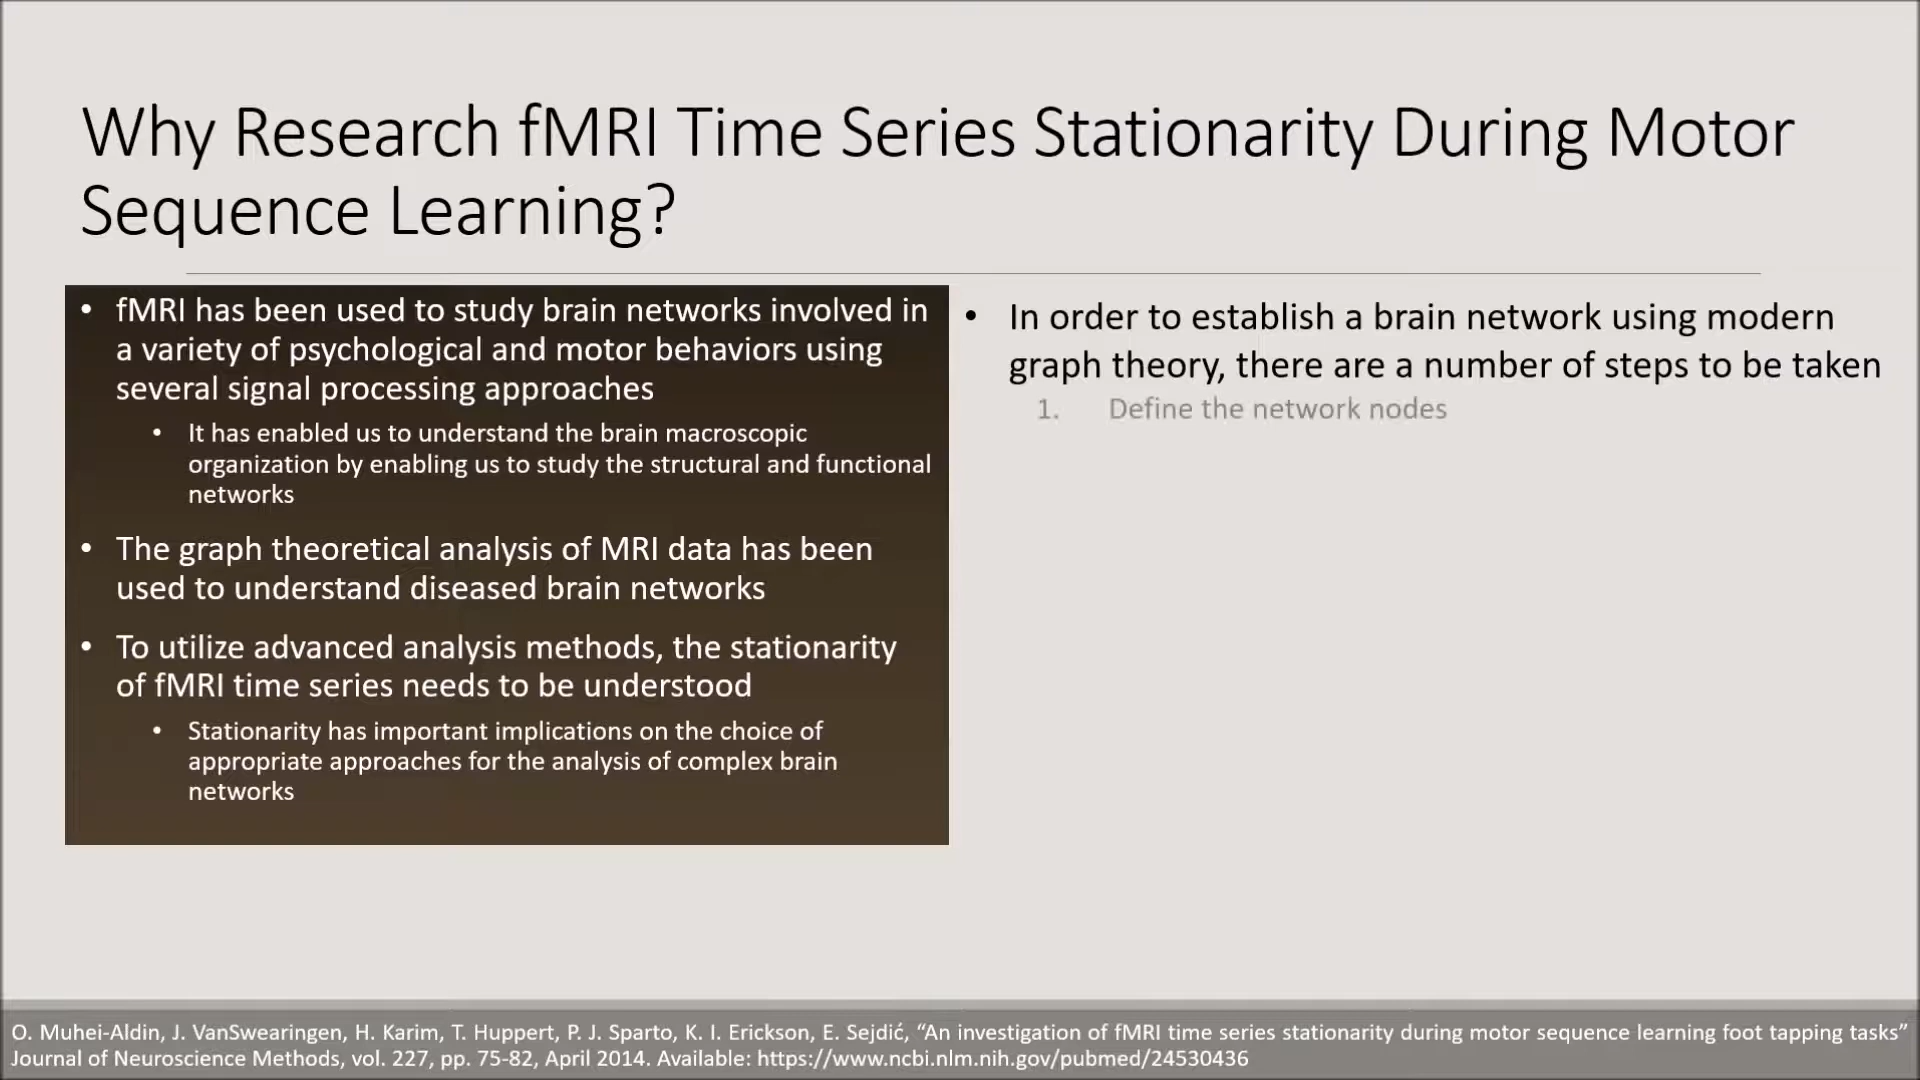 Why Research fMRI Time Series Stationarity During Motor
Sequence Learning?
• fMRI has been used to study brain networks involved in
a variety of psychological and motor behaviors using
several signal processing approaches
• It has enabled us to understand the brain macroscopic
organization by enabling us to study the structural and functional
networks
• The graph theoretical analysis of MRI data has been
used to understand diseased brain networks
• To utilize advanced analysis methods, the stationarity
of fMRI time series needs to be understood
• Stationarity has important implications on the choice of
appropriate approaches for the analysis of complex brain
networks
• In order to establish a brain network using modern
graph theory, there are a number of steps to be taken
1. Define the network nodes
O. Muhei-Aldin, J. VanSwearingen, H. Karim, T. Huppert, P. J. Sparto, K. I. Erickson, E. Sejdić, “An investigation of fMRI time series stationarity during motor sequence learning foot tapping tasks”
Journal of Neuroscience Methods, vol. 227, pp. 75-82, April 2014. Available: https://www.ncbi.nlm.nih.gov/pubmed/24530436